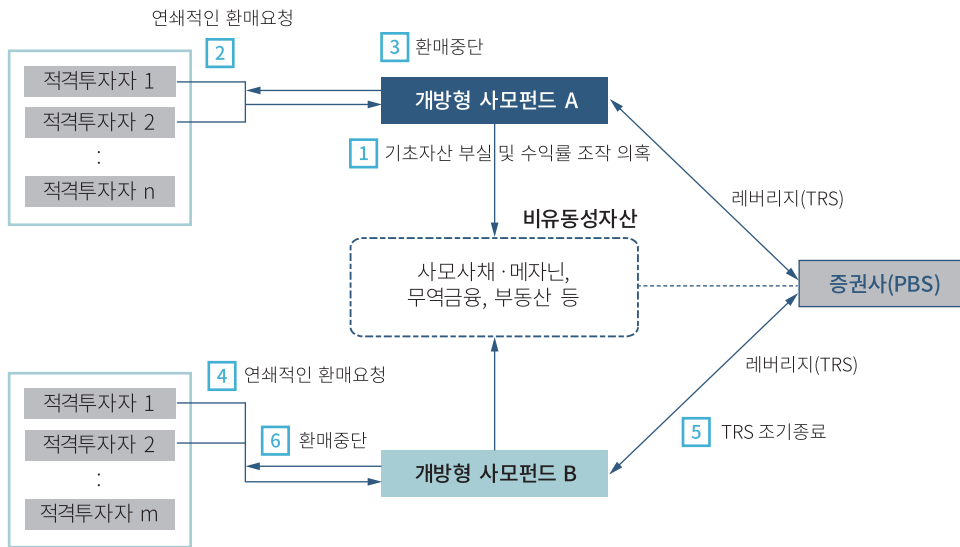 연쇄적인 환매요청
2
3 환매중단
적격투자자 1
적격투자자 2
:
적격투자자 n
개방형 사모펀드 A
1 기초자산 부실 및 수익률 조작 의혹
레버리지(TRS)
비유동성자산
사모사채 · 메자닌,
무역금융, 부동산 등
증권사(PBS)
레버리지(TRS)
4 연쇄적인 환매요청
5 TRS 조기종료
적격투자자 1
적격투자자 2
:
적격투자자 m
6 환매중단
개방형 사모펀드 B